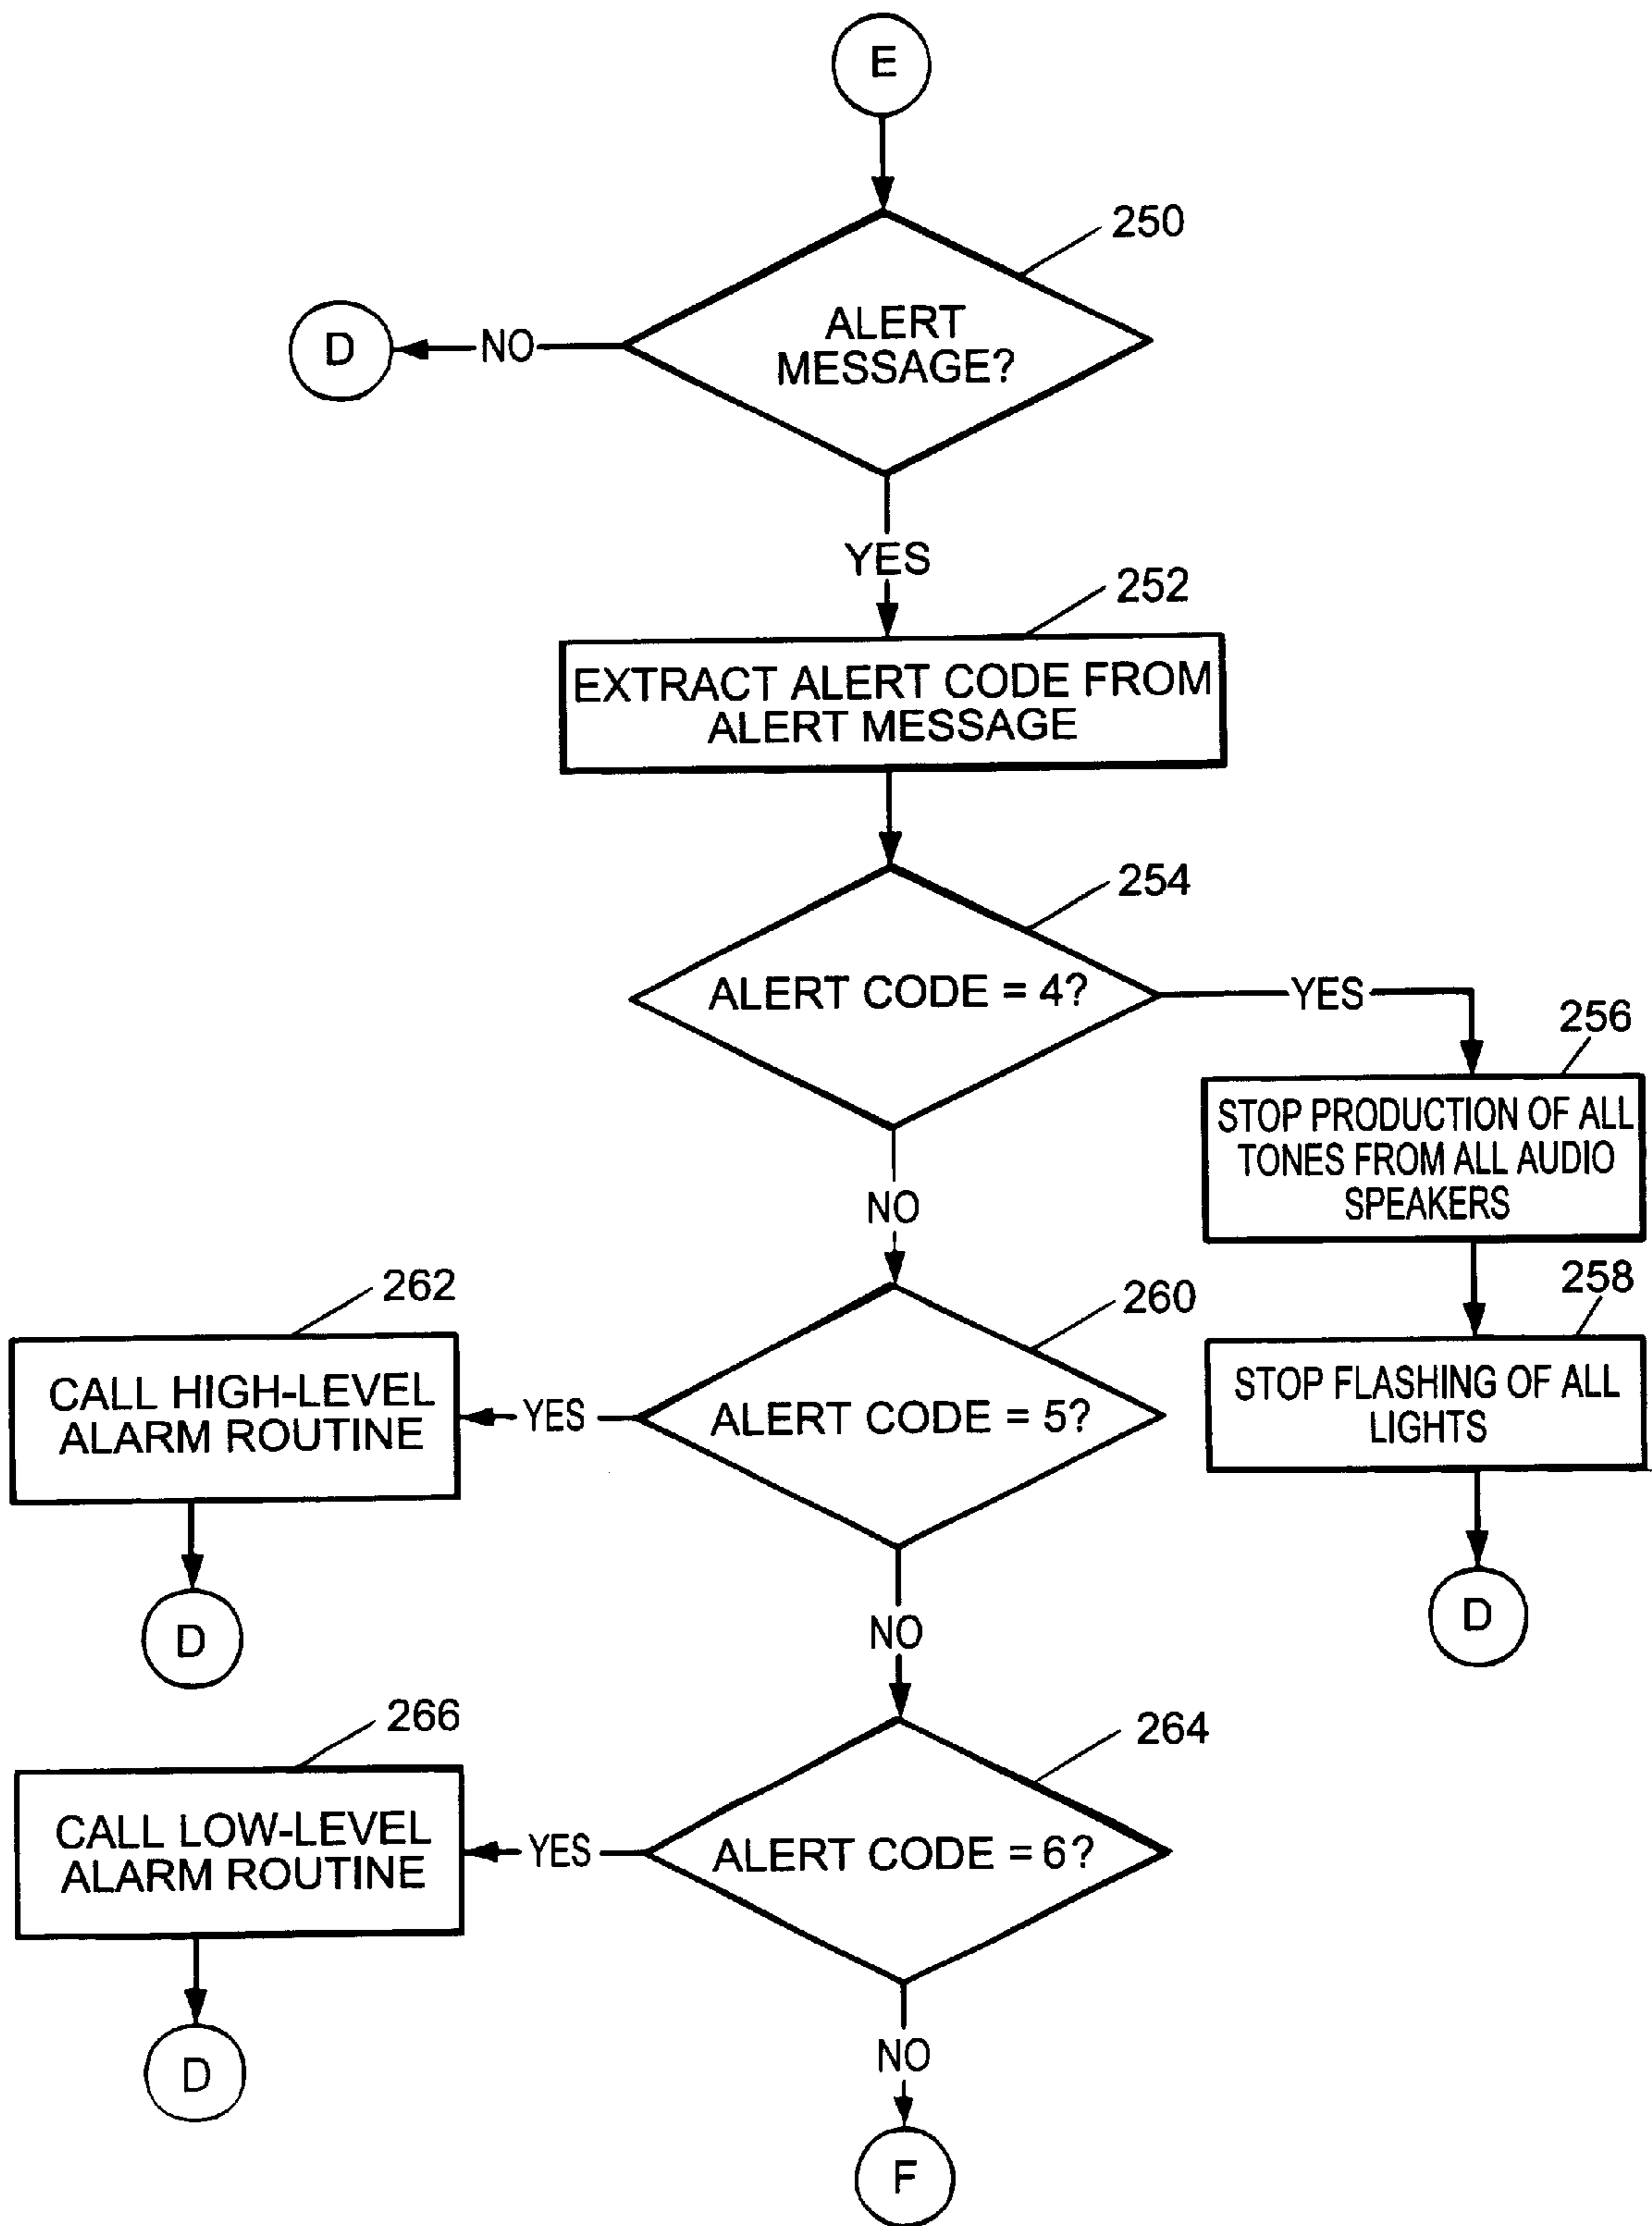 E
250
ALERT
MESSAGE?
NO
D
YES
252
EXTRACT ALERT CODE FROM
ALERT MESSAGE
254
ALERT CODE = 4?
YES
256
STOP PRODUCTION OF ALL
TONES FROM ALL AUDIO
SPEAKERS
NO
258
STOP FLASHING OF ALL
LIGHTS
D
260
ALERT CODE = 5?
YES
262
CALL HIGH-LEVEL
ALARM ROUTINE
D
NO
264
ALERT CODE = 6?
YES
266
CALL LOW-LEVEL
ALARM ROUTINE
D
NO
F